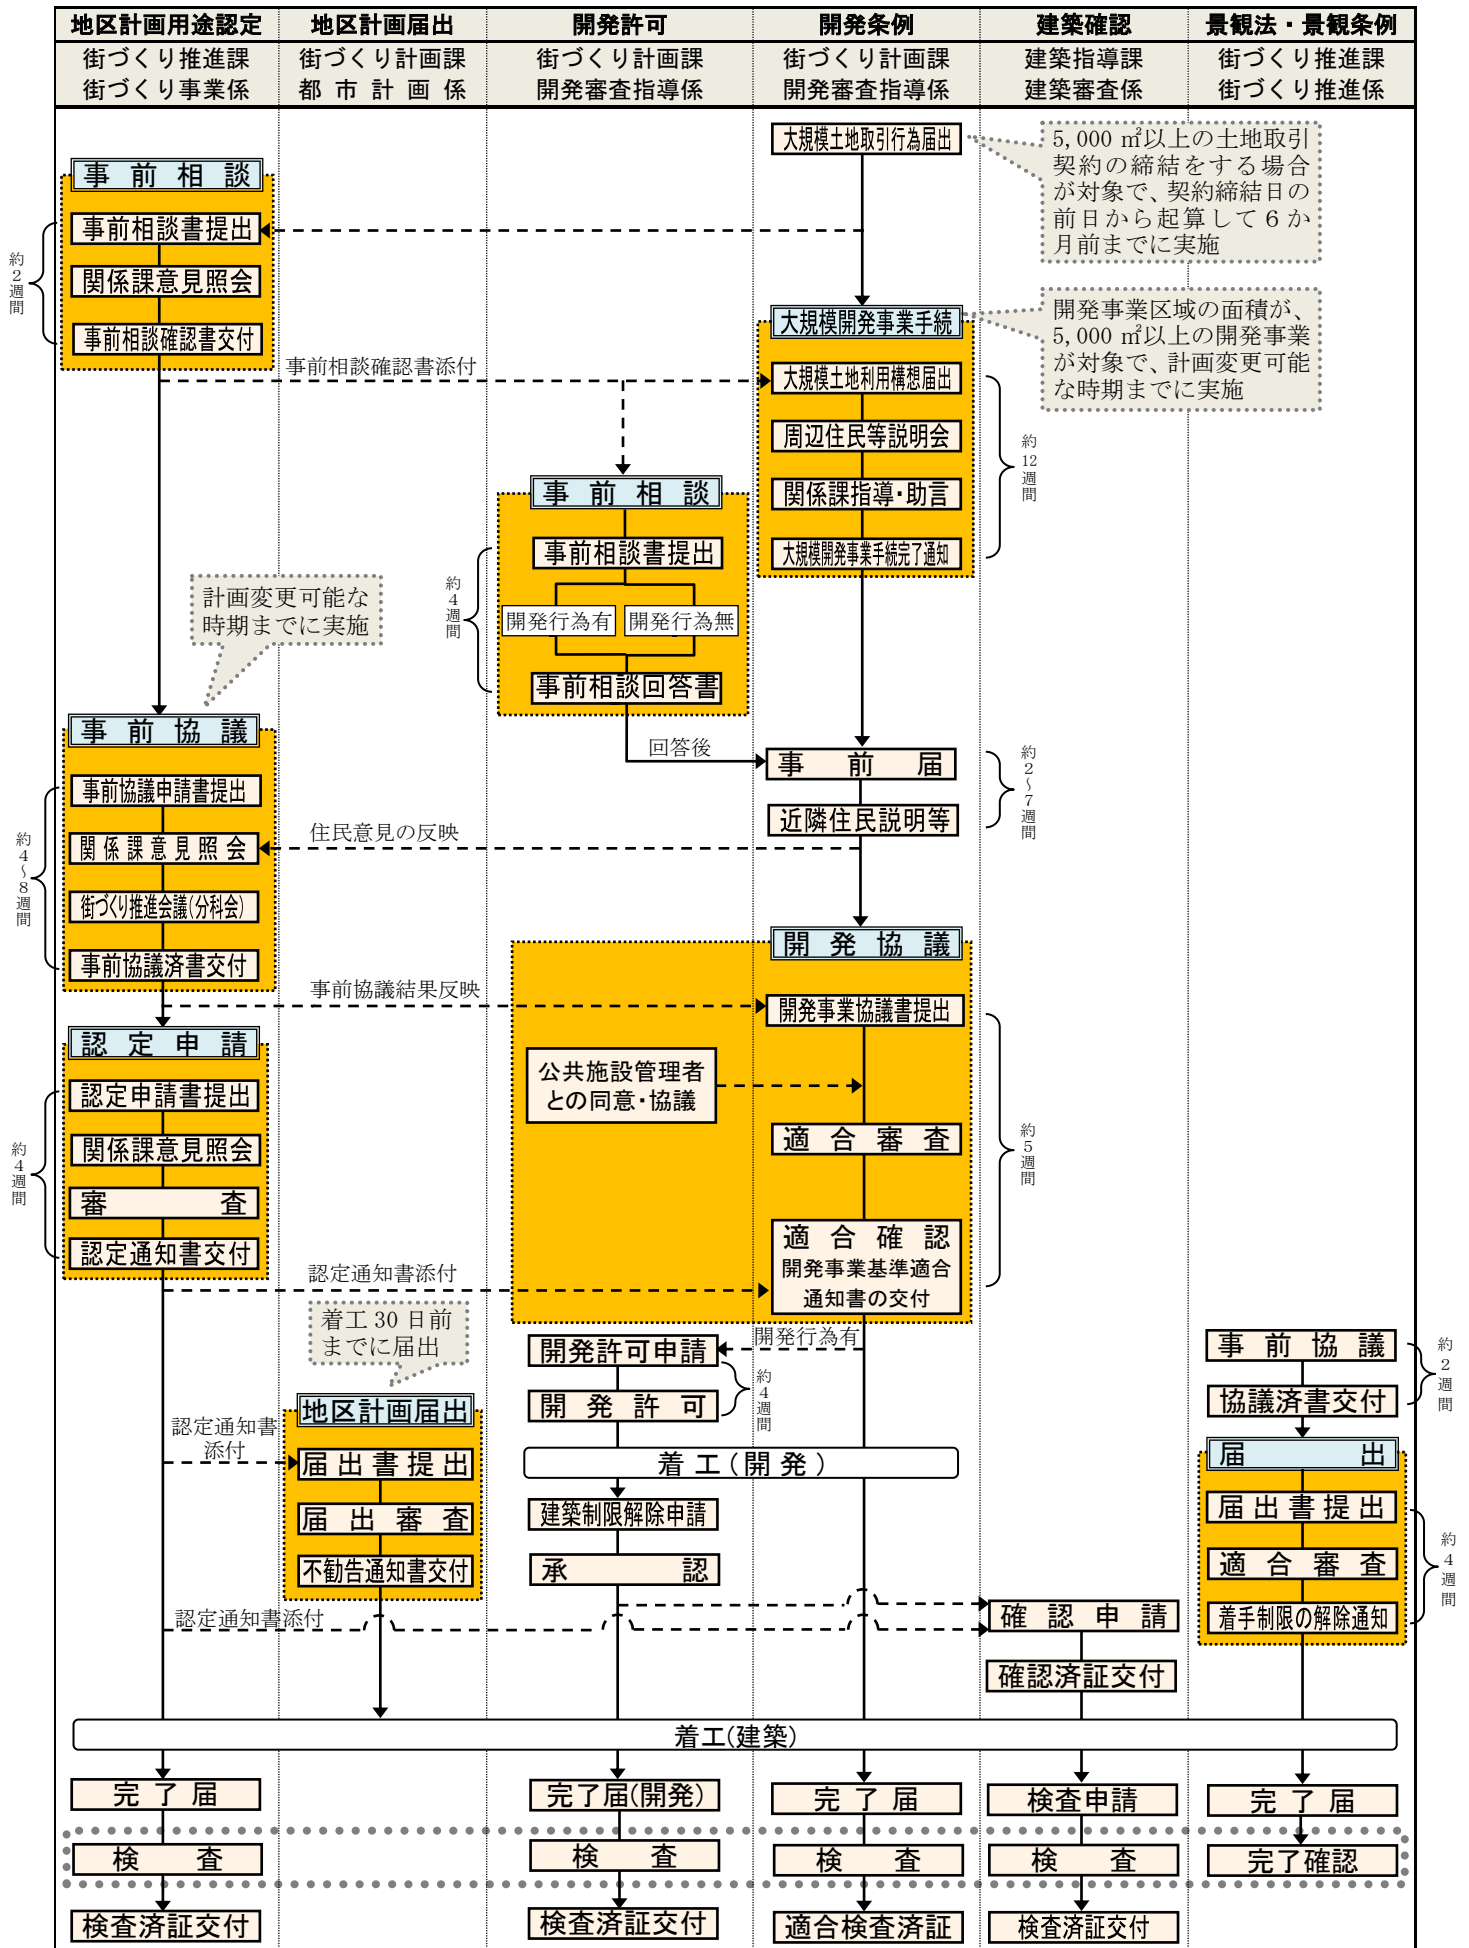 地区計画用途認定
街づくり推進課
街づくり事業係
地区計画届出
街づくり計画課
都市計画係
開発許可
街づくり計画課
開発審査指導係
開発条例
街づくり計画課
開発審査指導係
建築確認
建築指導課
建築審査係
景観法・景観条例
街づくり推進課
街づくり推進係
大規模土地取引行為届出
5,000 ㎡以上の土地取引
契約の締結をする場合
が対象で、契約締結日の
前日から起算して6か
月前までに実施
事前相談
事前相談書提出
関係課意見照会
事前相談確認書交付
約2週間
事前相談確認書添付
大規模開発事業手続
開発事業区域の面積が、
5,000 ㎡以上の開発事業
が対象で、計画変更可能
な時期までに実施
大規模土地利用構想届出
周辺住民等説明会
関係課指導・助言
大規模開発事業手続完了通知
約12週間
事前相談
事前相談書提出
開発行為有
開発行為無
事前相談回答書
約4週間
回答後
計画変更可能な
時期までに実施
事前協議
事前協議申請書提出
関係課意見照会
街づくり推進会議(分科会)
事前協議済書交付
約4～8週間
事前届
近隣住民説明等
約2～7週間
住民意見の反映
事前協議結果反映
開発協議
開発事業協議書提出
公共施設管理者
との同意・協議
適合審査
適合確認
開発事業基準適合
通知書の交付
約5週間
認定申請
認定申請書提出
関係課意見照会
審査
認定通知書交付
約4週間
認定通知書添付
着工30日前
までに届出
開発行為有
開発許可申請
開発許可
約4週間
事前協議
協議済書交付
約2週間
地区計画届出
認定通知書
添付
届出書提出
届出審査
不勧告通知書交付
着工(開発)
建築制限解除申請
承認
届出
届出書提出
適合審査
着手制限の解除通知
約4週間
認定通知書添付
確認申請
確認済証交付
着工(建築)
完了届
検査
検査済証交付
完了届(開発)
検査
検査済証交付
完了届
検査
適合検査済証
検査申請
検査
検査済証交付
完了届
完了確認